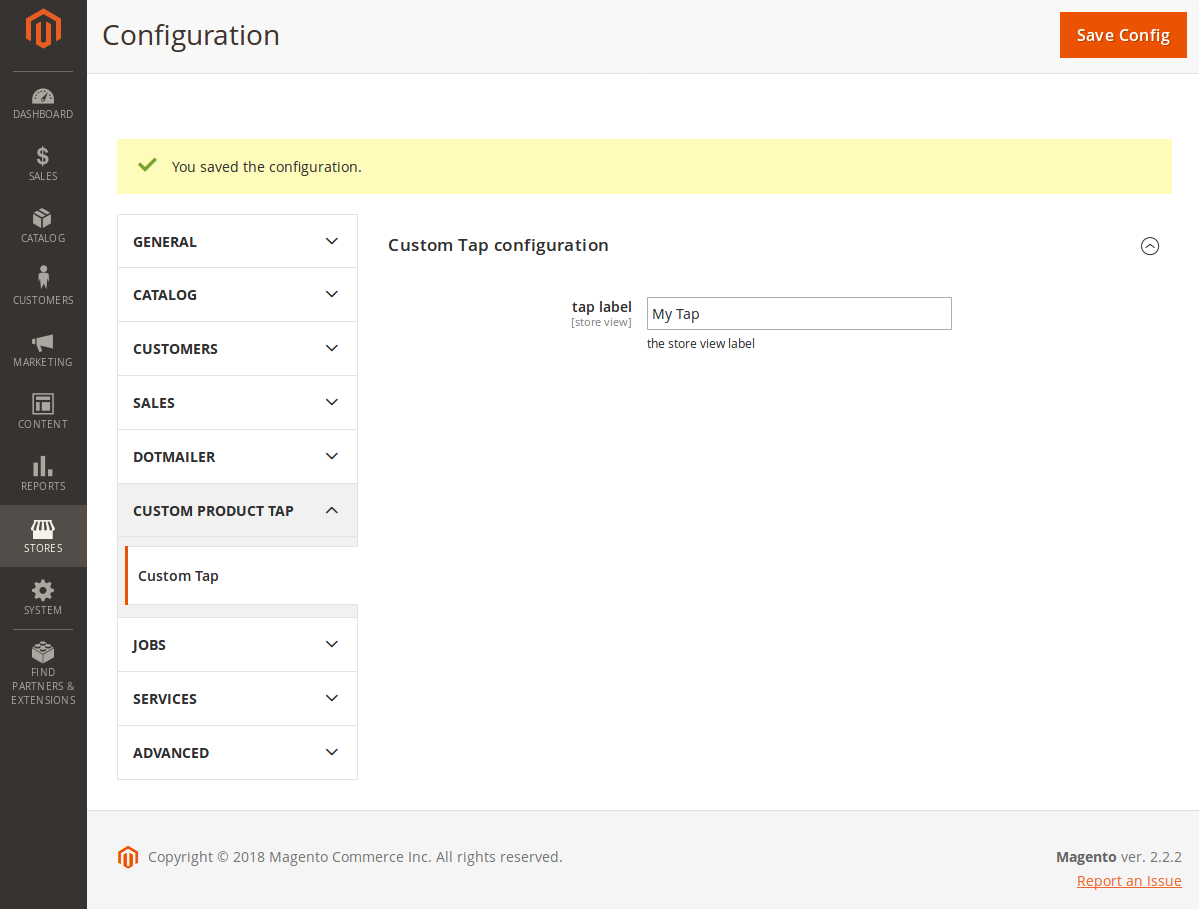 Configuration
Save Config
DASHBOARD
SALES
CATALOG
CUSTOMERS
MARKETING
CONTENT
REPORTS
STORES
SYSTEM
FIND
PARTNERS &
EXTENSIONS
You saved the configuration.
GENERAL
CATALOG
CUSTOMERS
SALES
DOTMAILER
CUSTOM PRODUCT TAP
Custom Tap
JOBS
SERVICES
ADVANCED
Custom Tap configuration
tap label
[store view]
My Tap
the store view label
Copyright © 2018 Magento Commerce Inc. All rights reserved.
Magento ver. 2.2.2
Report an Issue